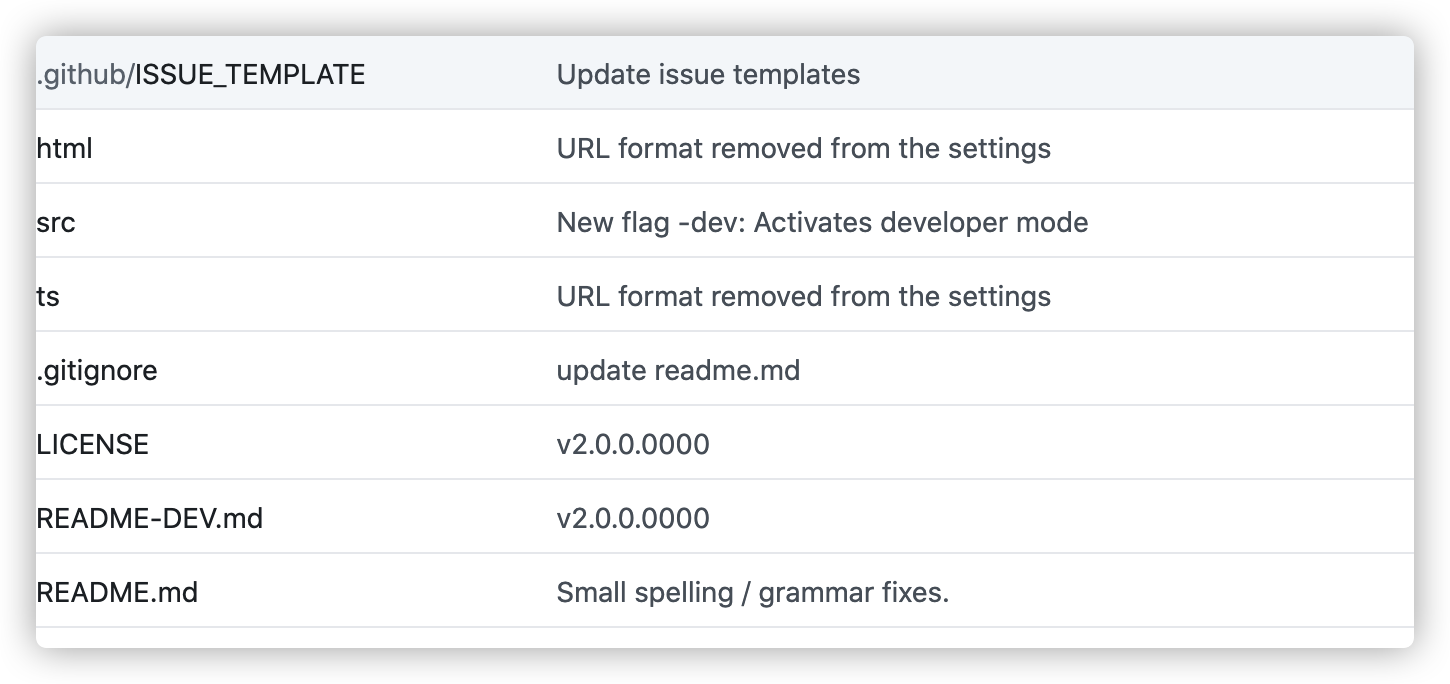 .github/ISSUE_TEMPLATE Update issue templates
html URL format removed from the settings
src New flag -dev: Activates developer mode
ts URL format removed from the settings
.gitignore update readme.md
LICENSE v2.0.0.0000
README-DEV.md v2.0.0.0000
README.md Small spelling / grammar fixes.